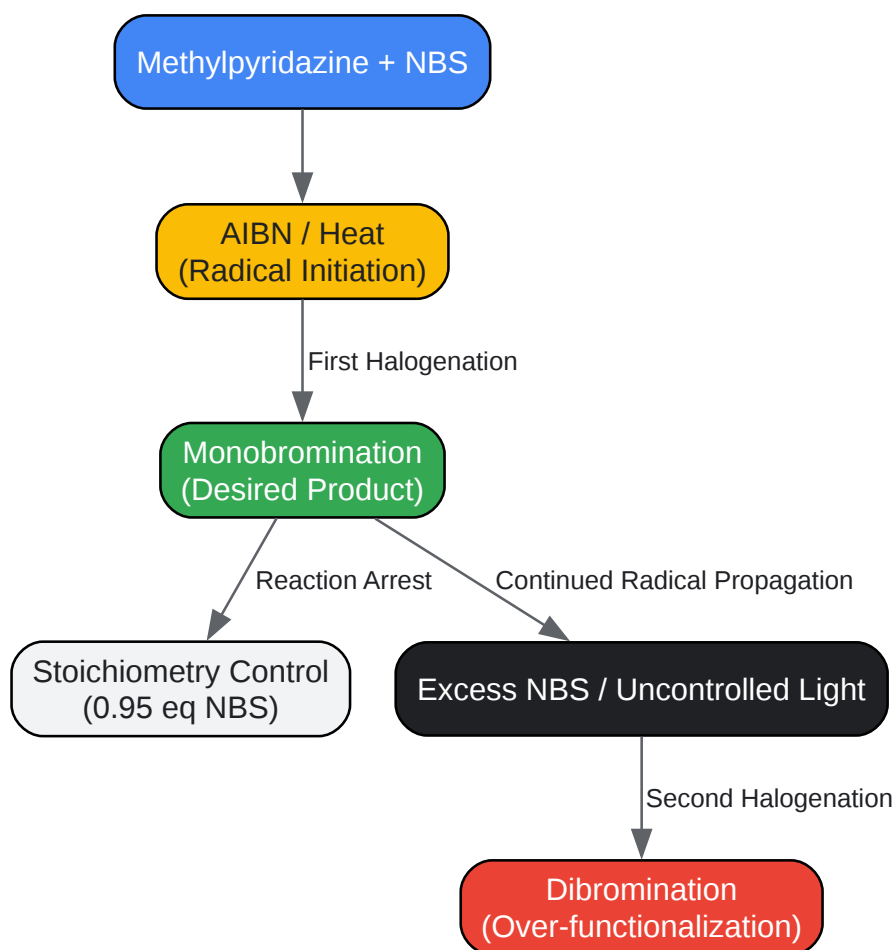 Methylpyridazine + NBS
AIBN / Heat
(Radical Initiation)
First Halogenation
Monobromination
(Desired Product)
Reaction Arrest
Continued Radical Propagation
Stoichiometry Control
(0.95 eq NBS)
Excess NBS / Uncontrolled Light
Second Halogenation
Dibromination
(Over-functionalization)